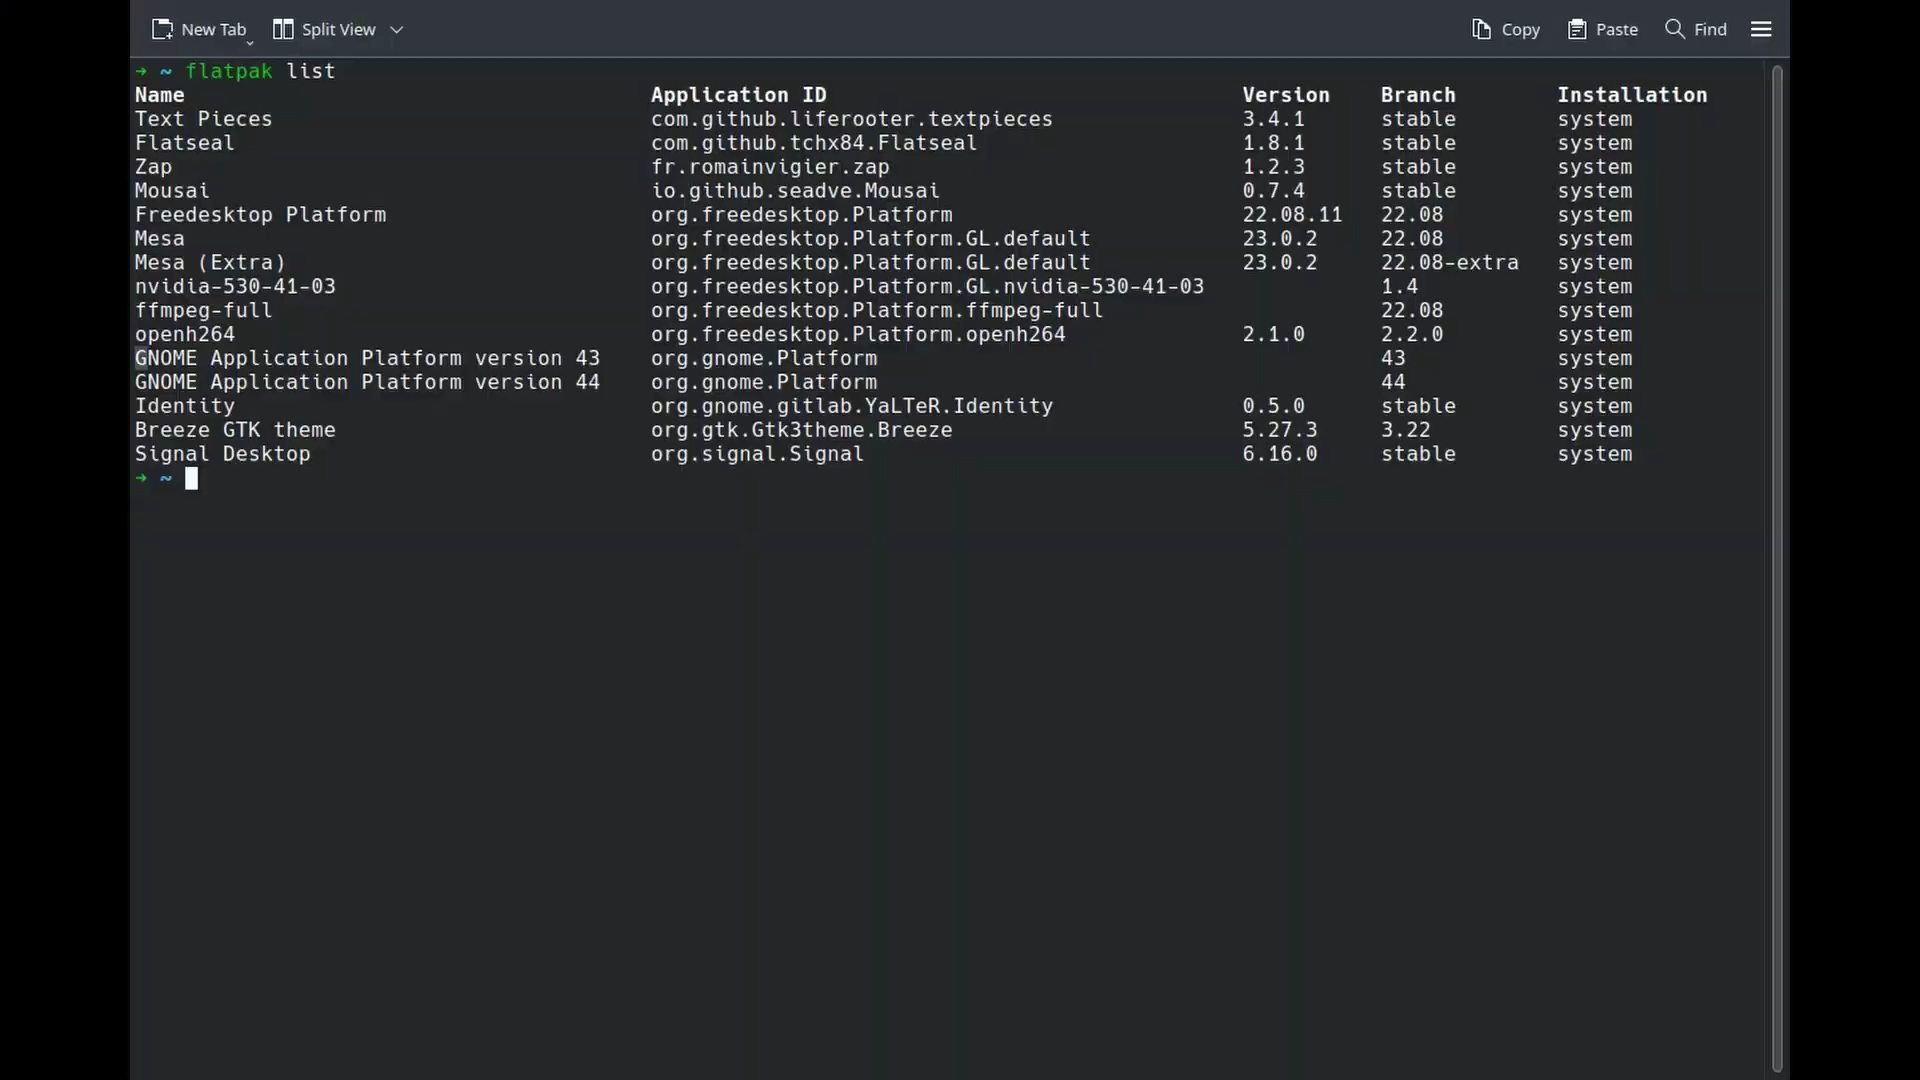 New Tab Split View Copy Paste Find
→ ~ flatpak list
Name Application ID Version Branch Installation
Text Pieces com.github.liferooter.textpieces 3.4.1 stable system
Flatseal com.github.tchx84.Flatseal 1.8.1 stable system
Zap fr.romainvigier.zap 1.2.3 stable system
Mousai io.github.seadve.Mousai 0.7.4 stable system
Freedesktop Platform org.freedesktop.Platform 22.08.11 22.08 system
Mesa org.freedesktop.Platform.GL.default 23.0.2 22.08 system
Mesa (Extra) org.freedesktop.Platform.GL.default 23.0.2 22.08-extra system
nvidia-530-41-03 org.freedesktop.Platform.GL.nvidia-530-41-03 1.4 system
ffmpeg-full org.freedesktop.Platform.ffmpeg-full 22.08 system
openh264 org.freedesktop.Platform.openh264 2.1.0 2.2.0 system
GNOME Application Platform version 43 org.gnome.Platform 43 system
GNOME Application Platform version 44 org.gnome.Platform 44 system
Identity org.gnome.gitlab.YaLTeR.Identity 0.5.0 stable system
Breeze GTK theme org.gtk.Gtk3theme.Breeze 5.27.3 3.22 system
Signal Desktop org.signal.Signal 6.16.0 stable system
→ ~